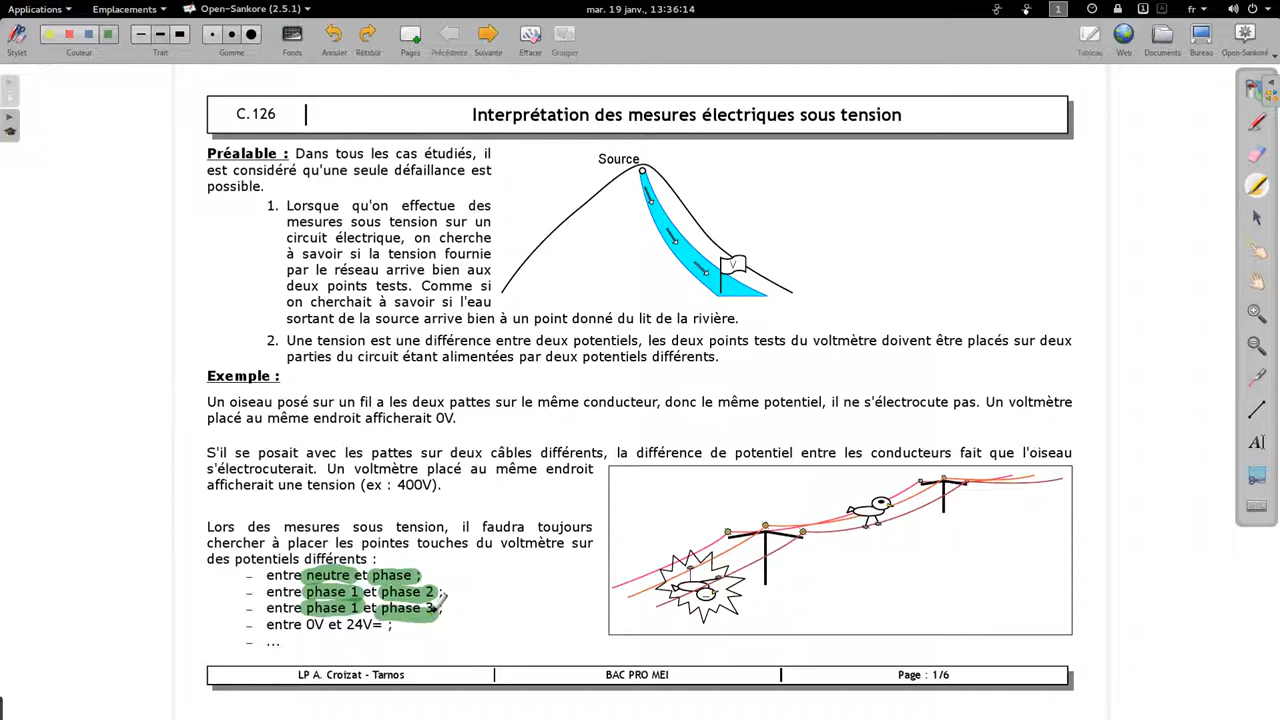 Applications
Emplacements
Open-Sankore (2.5.1)
mar. 19 janv., 13:36:14
1
1
A
fr
Stylet
Couleur
Trait
Gomme
Fonds
Annuler
Rétablir
Pages
Précédente
Suivante
Effacer
Grouper
Tableau
Web
Documents
Bureau
Open-Sankoré
C.126
Interprétation des mesures électriques sous tension
Préalable : Dans tous les cas étudiés, il
est considéré qu'une seule défaillance est
possible.
1. Lorsque qu'on effectue des
mesures sous tension sur un
circuit électrique, on cherche
à savoir si la tension fournie
par le réseau arrive bien aux
deux points tests. Comme si
on cherchait à savoir si l'eau
sortant de la source arrive bien à un point donné du lit de la rivière.
Source
V
2. Une tension est une différence entre deux potentiels, les deux points tests du voltmètre doivent être placés sur deux
parties du circuit étant alimentées par deux potentiels différents.
Exemple :
Un oiseau posé sur un fil a les deux pattes sur le même conducteur, donc le même potentiel, il ne s'électrocute pas. Un voltmètre
placé au même endroit afficherait 0V.
S'il se posait avec les pattes sur deux câbles différents, la différence de potentiel entre les conducteurs fait que l'oiseau
s'électrocuterait. Un voltmètre placé au même endroit
afficherait une tension (ex : 400V).
Lors des mesures sous tension, il faudra toujours
chercher à placer les pointes touches du voltmètre sur
des potentiels différents :
– entre neutre et phase ;
– entre phase 1 et phase 2 ;
– entre phase 1 et phase 3 ;
– entre 0V et 24V= ;
– ...
LP A. Croizat - Tarnos
BAC PRO MEI
Page : 1/6
AI